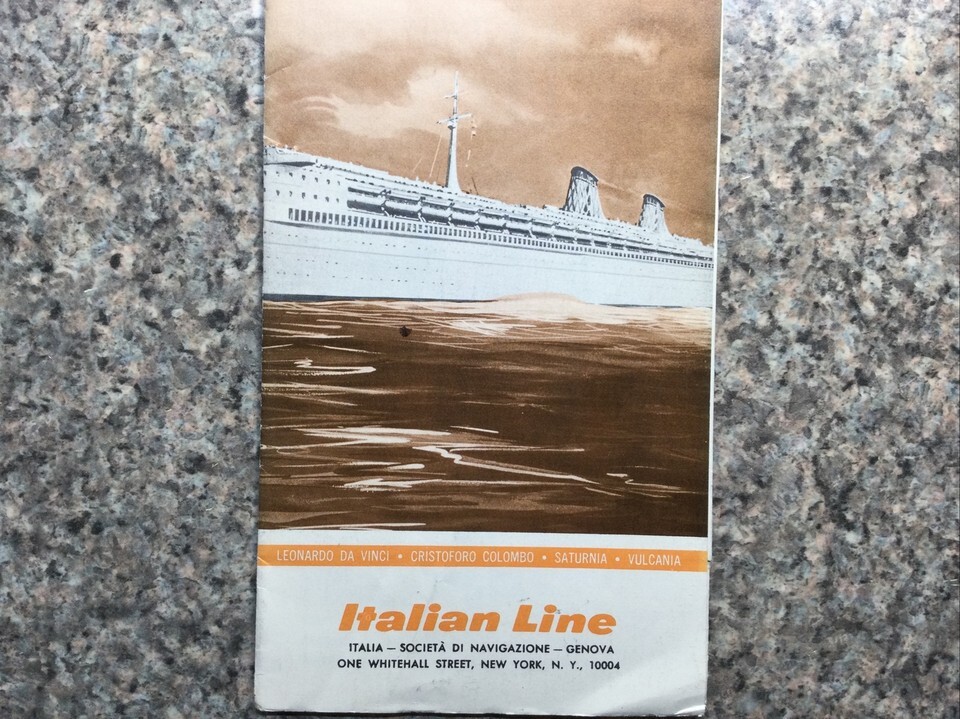 LEONARDO DA VINCI • CRISTOFORO COLOMBO • SATURNIA • VULCANIA
Italian Line
ITALIA — SOCIETÀ DI NAVIGAZIONE — GENOVA
ONE WHITEHALL STREET, NEW YORK, N. Y., 10004